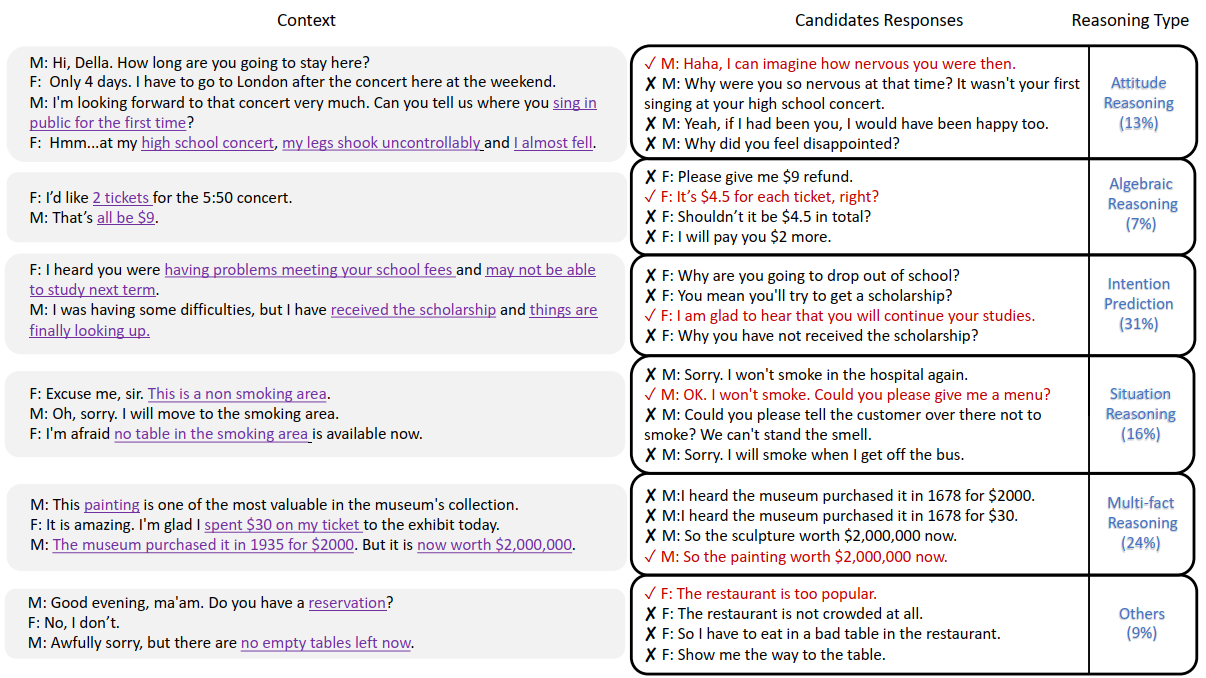 Context
Candidates Responses
Reasoning Type
M: Hi, Della. How long are you going to stay here?
F:  Only 4 days. I have to go to London after the concert here at the weekend.
M: I'm looking forward to that concert very much. Can you tell us where you sing in
public for the first time?
F:  Hmm...at my high school concert, my legs shook uncontrollably and I almost fell.
✓ M: Haha, I can imagine how nervous you were then.
✗ M: Why were you so nervous at that time? It wasn't your first
singing at your high school concert.
✗ M: Yeah, if I had been you, I would have been happy too.
✗ M: Why did you feel disappointed?
Attitude
Reasoning
(13%)
F: I’d like 2 tickets for the 5:50 concert.
M: That’s all be $9.
✗ F: Please give me $9 refund.
✓ F: It’s $4.5 for each ticket, right?
✗ F: Shouldn’t it be $4.5 in total?
✗ F: I will pay you $2 more.
Algebraic
Reasoning
(7%)
F: I heard you were having problems meeting your school fees and may not be able
to study next term.
M: I was having some difficulties, but I have received the scholarship and things are
finally looking up.
✗ F: Why are you going to drop out of school?
✗ F: You mean you'll try to get a scholarship?
✓ F: I am glad to hear that you will continue your studies.
✗ F: Why you have not received the scholarship?
Intention
Prediction
(31%)
F: Excuse me, sir. This is a non smoking area.
M: Oh, sorry. I will move to the smoking area.
F: I'm afraid no table in the smoking area is available now.
✗ M: Sorry. I won't smoke in the hospital again.
✓ M: OK. I won't smoke. Could you please give me a menu?
✗ M: Could you please tell the customer over there not to
smoke? We can't stand the smell.
✗ M: Sorry. I will smoke when I get off the bus.
Situation
Reasoning
(16%)
M: This painting is one of the most valuable in the museum's collection.
F: It is amazing. I'm glad I spent $30 on my ticket to the exhibit today.
M: The museum purchased it in 1935 for $2000. But it is now worth $2,000,000.
✗ M:I heard the museum purchased it in 1678 for $2000.
✗ M:I heard the museum purchased it in 1678 for $30.
✗ M: So the sculpture worth $2,000,000 now.
✓ M: So the painting worth $2,000,000 now.
Multi-fact
Reasoning
(24%)
M: Good evening, ma'am. Do you have a reservation?
F: No, I don’t.
M: Awfully sorry, but there are no empty tables left now.
✓ F: The restaurant is too popular.
✗ F: The restaurant is not crowded at all.
✗ F: So I have to eat in a bad table in the restaurant.
✗ F: Show me the way to the table.
Others
(9%)